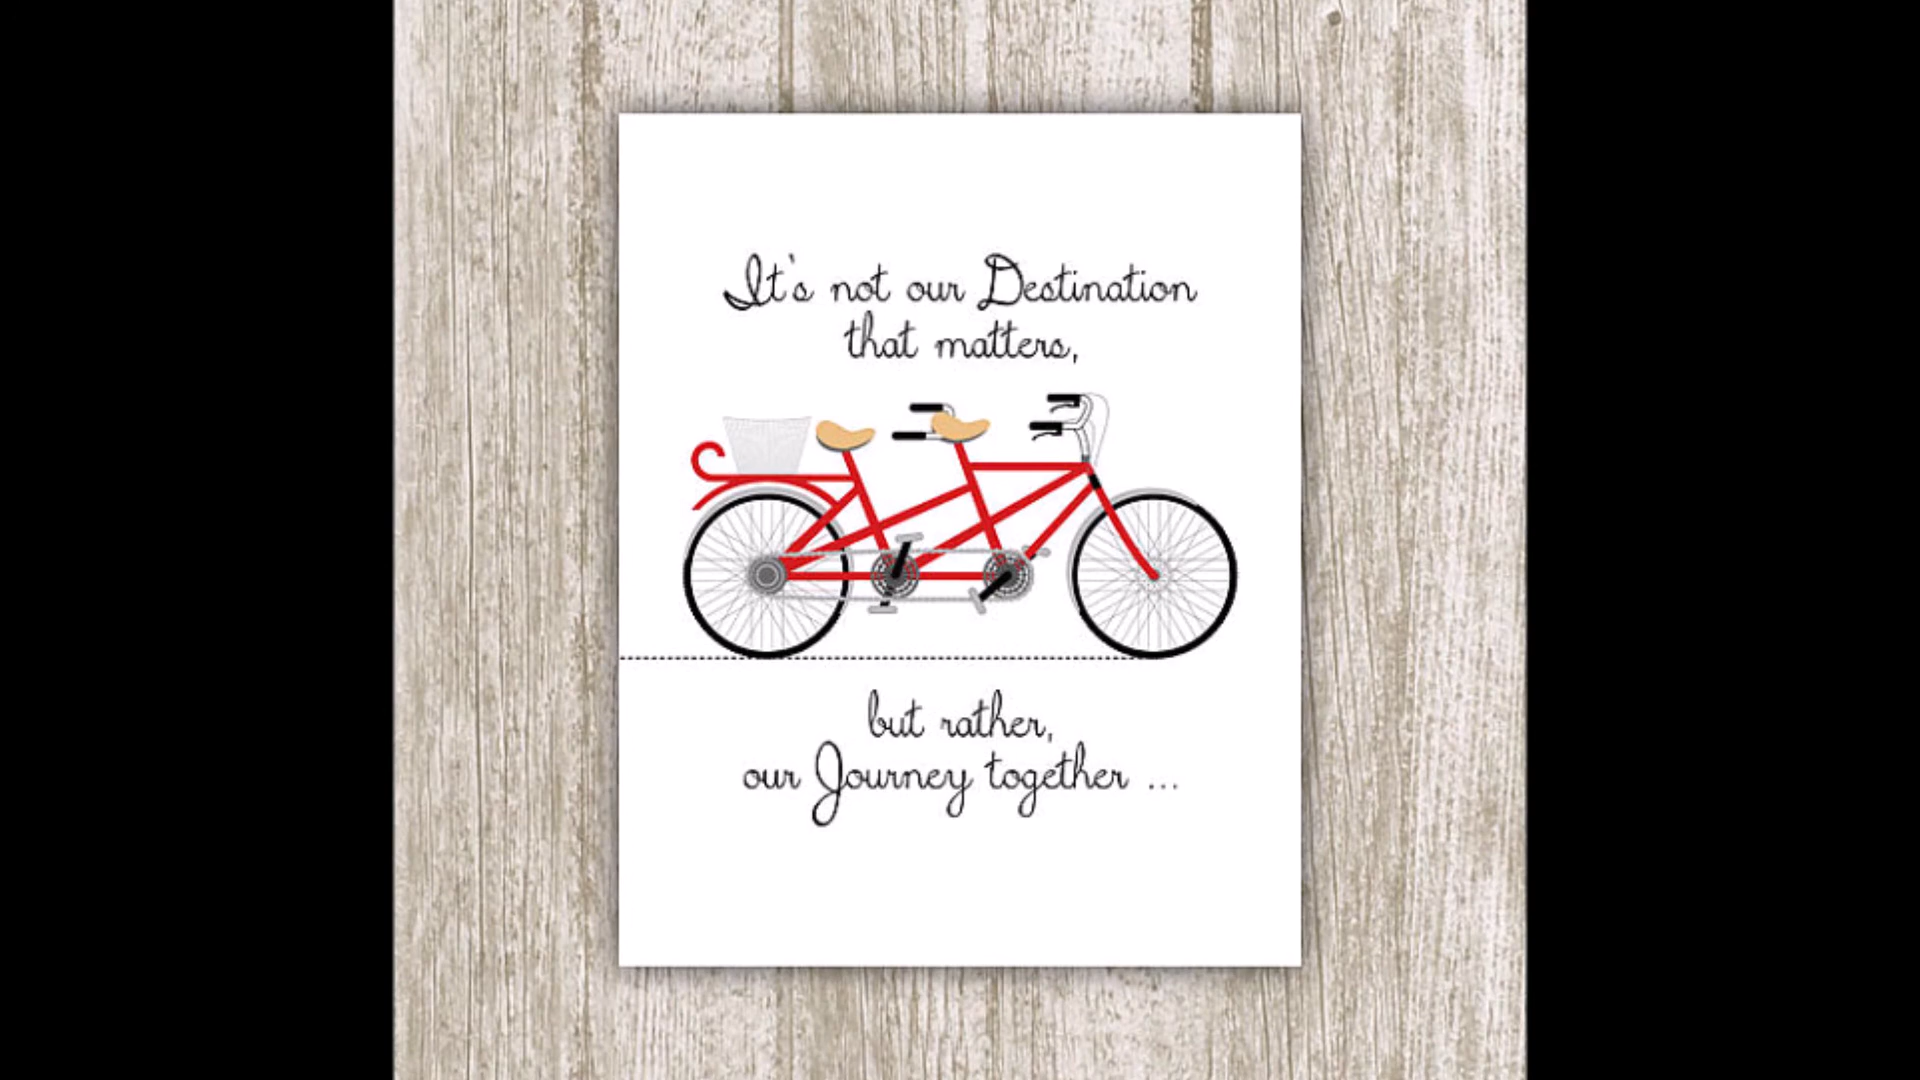 It's not our Destination
that matters,
but rather,
our Journey together ...